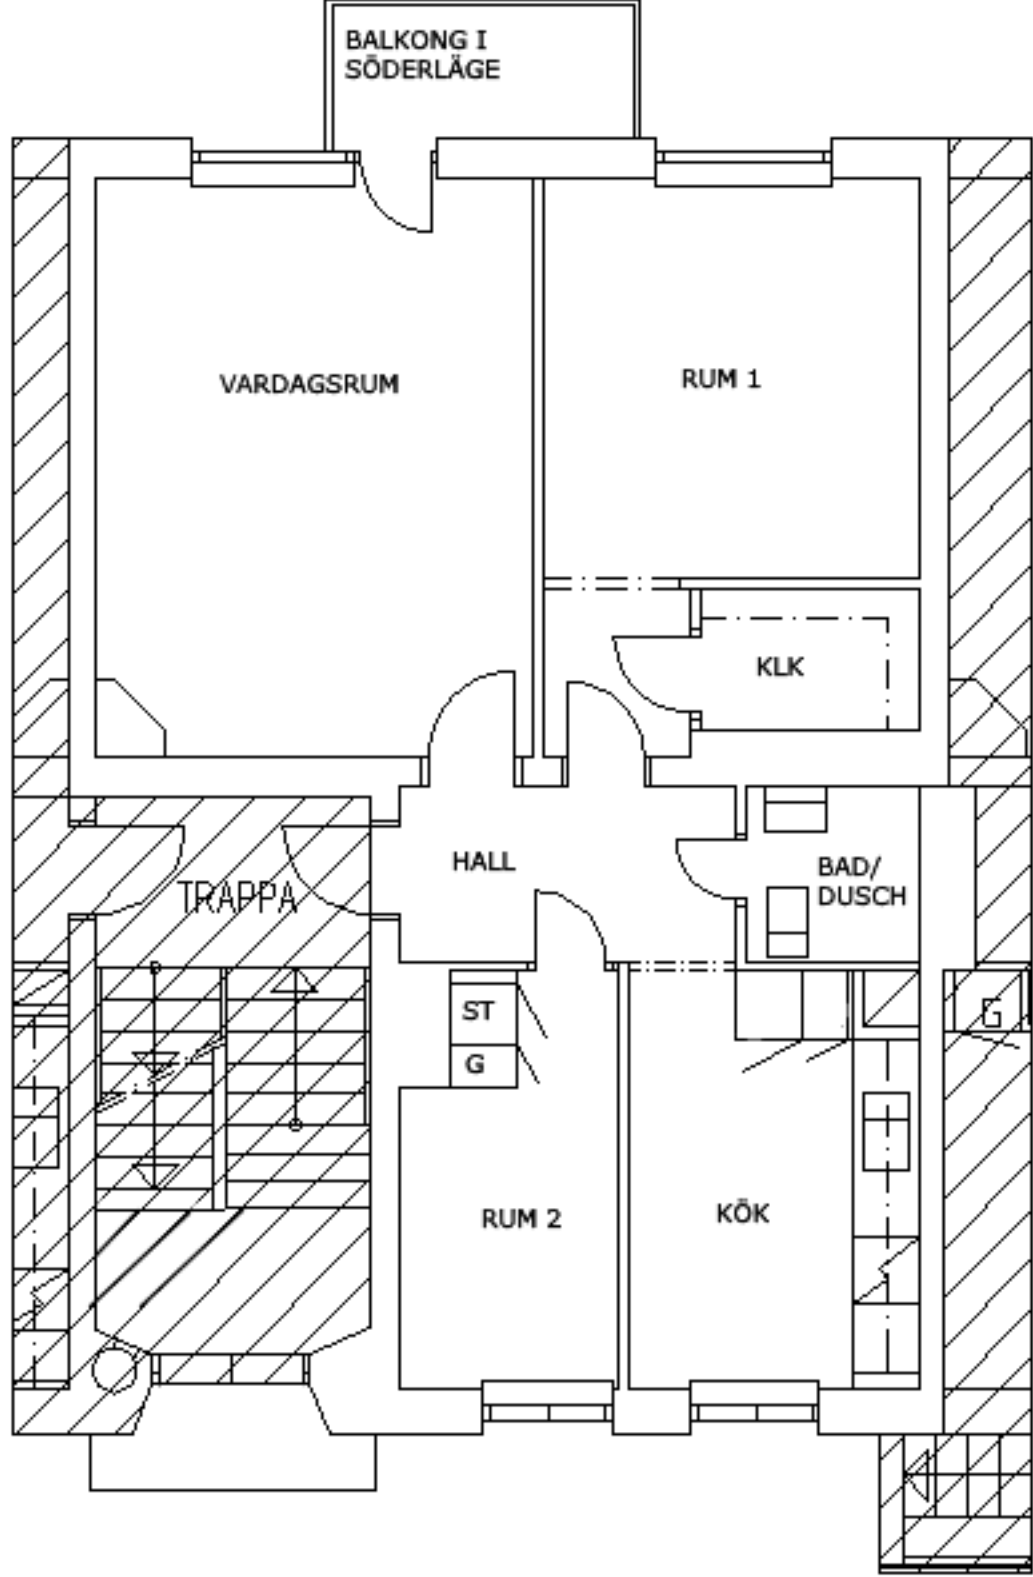 BALKONG I
SÖDERLÄGE
VARDAGSRUM
RUM 1
KLK
HALL
BAD/
DUSCH
TRAPPA
ST
G
G
RUM 2
KÖK